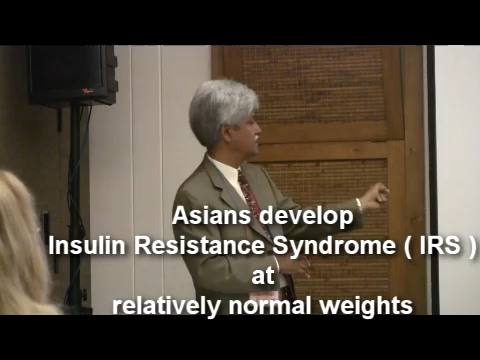 Asians develop
Insulin Resistance Syndrome ( IRS )
at
relatively normal weights